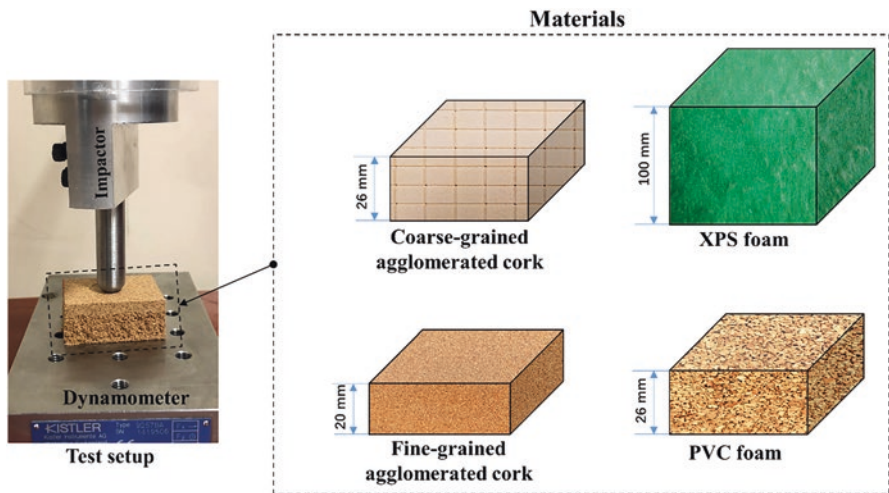 Materials
Impactor
Dynamometer
KISTLER
Test setup
26 mm
Coarse-grained
agglomerated cork
100 mm
XPS foam
20 mm
Fine-grained
agglomerated cork
26 mm
PVC foam